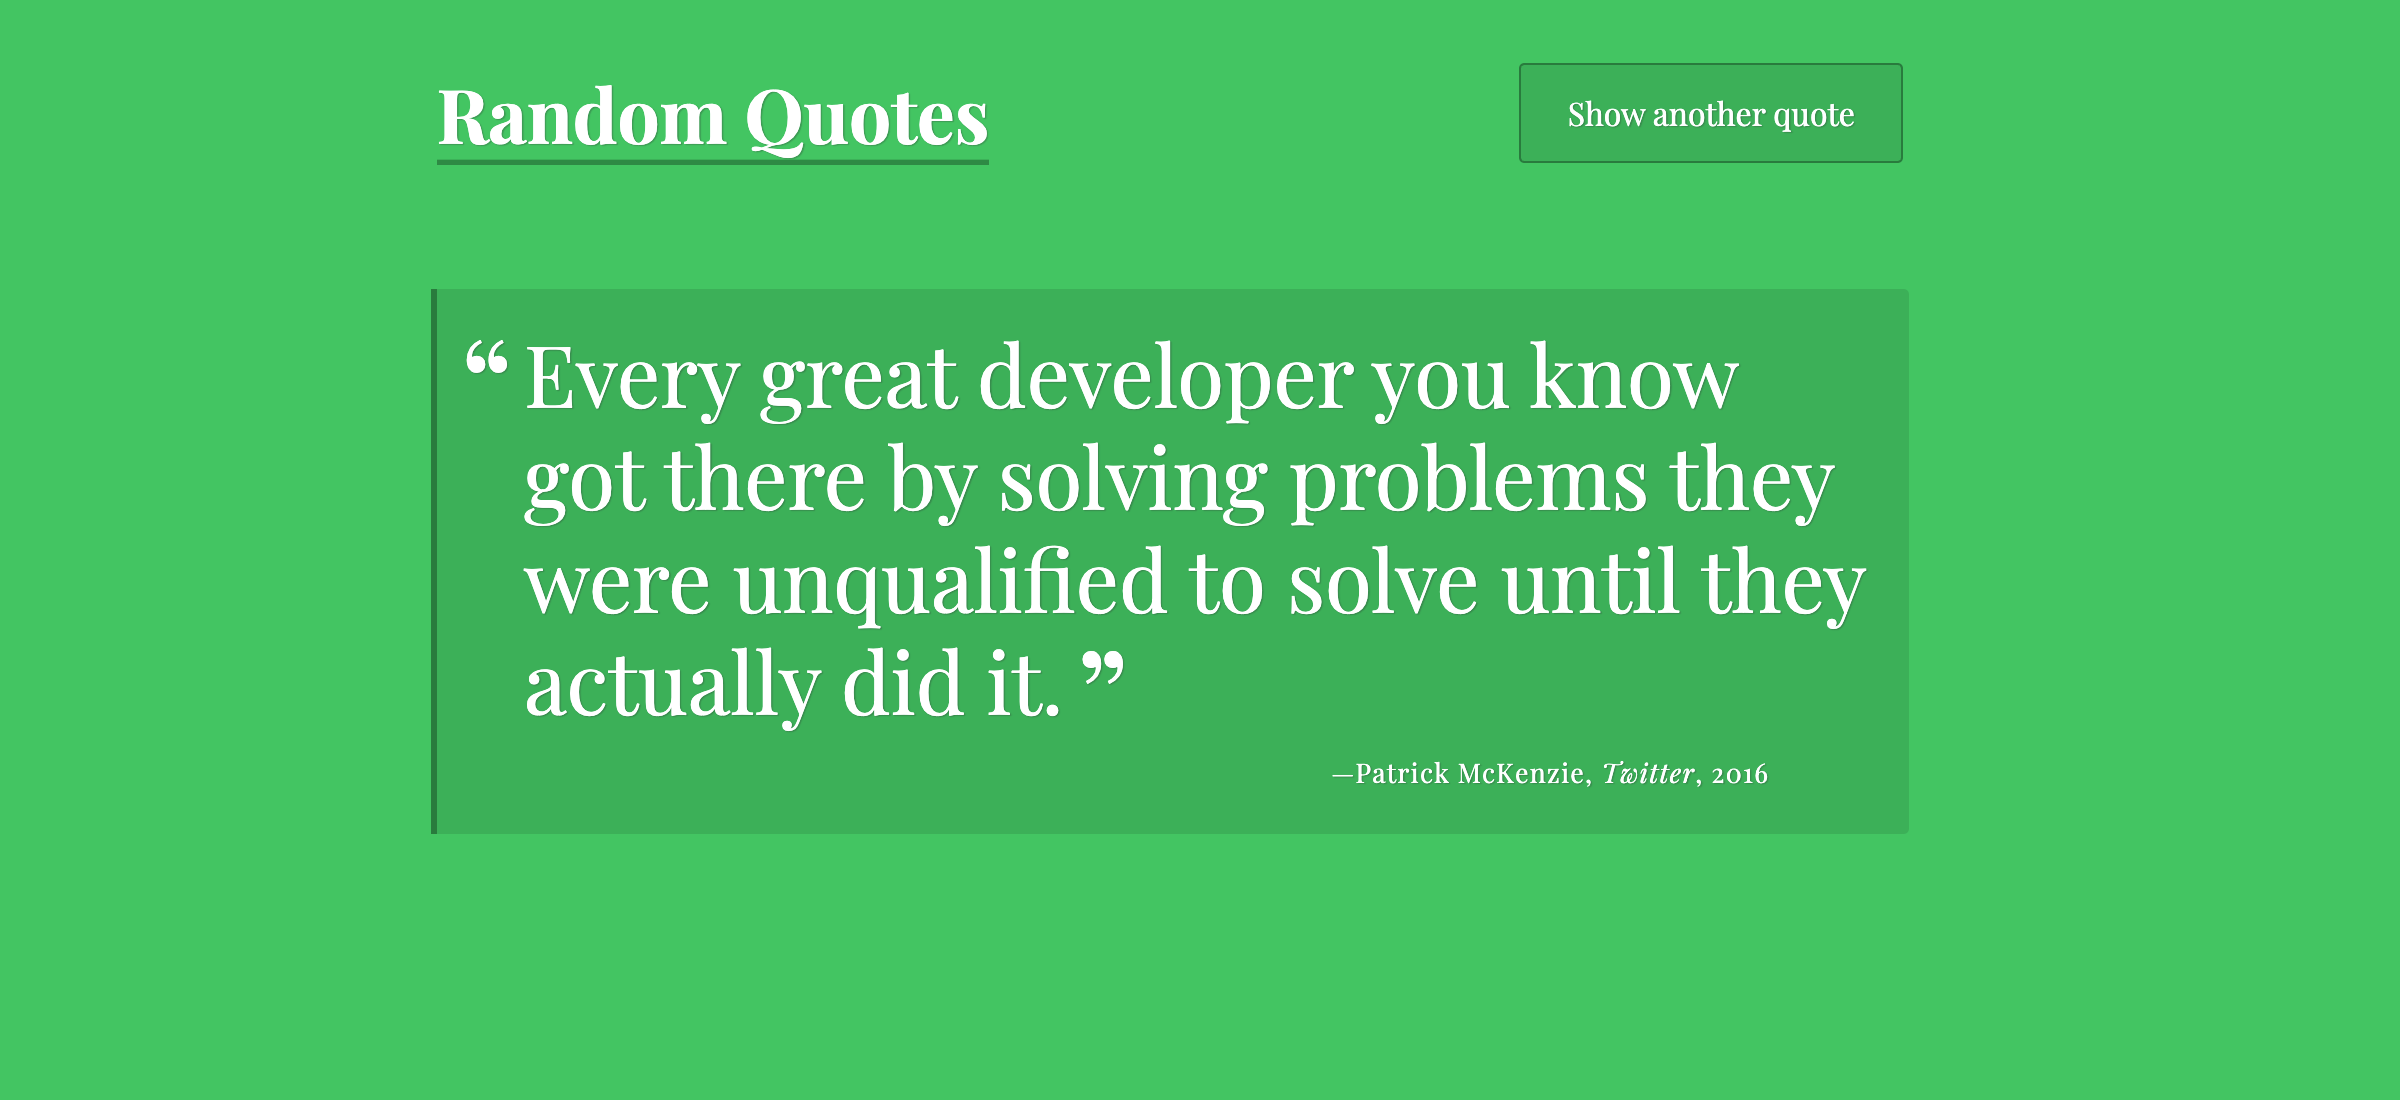 Random Quotes
Show another quote
“Every great developer you know
got there by solving problems they
were unqualified to solve until they
actually did it.”
—Patrick McKenzie, Twitter, 2016